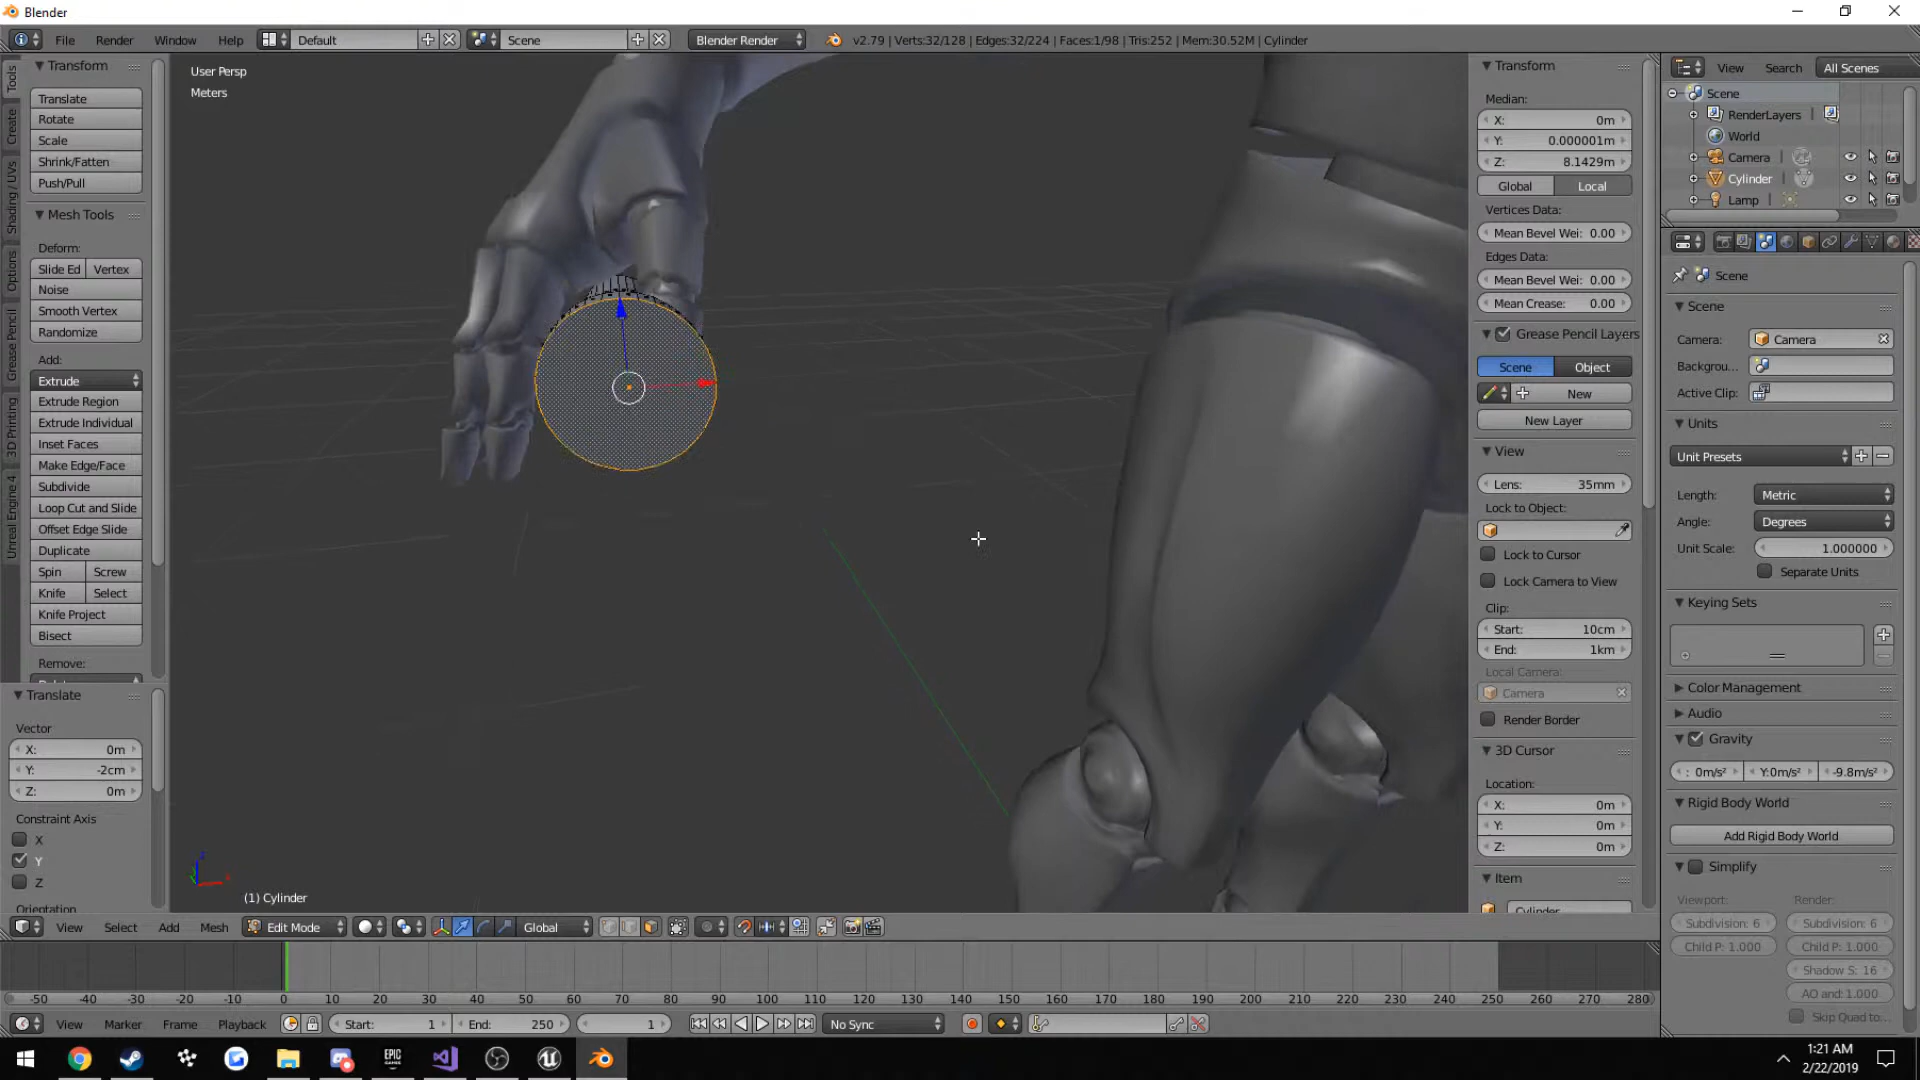 Blender
File Render Window Help Default Scene Blender Render v2.79 | Verts:32/128 | Edges:32/224 | Faces:1/98 | Tris:252 | Mem:30.52M | Cylinder
Tools
Create
Shading / UVs
Options
Grease Pencil
3D Printing
Unreal Engine 4
Transform
Translate
Rotate
Scale
Shrink/Fatten
Push/Pull
Mesh Tools
Deform:
Slide Ed Vertex
Noise
Smooth Vertex
Randomize
Add:
Extrude
Extrude Region
Extrude Individual
Inset Faces
Make Edge/Face
Subdivide
Loop Cut and Slide
Offset Edge Slide
Duplicate
Spin Screw
Knife Select
Knife Project
Bisect
Remove:
Translate
Vector
X: 0m
Y: -2cm
Z: 0m
Constraint Axis
X
Y
Z
Orientation
User Persp
Meters
(1) Cylinder
Transform
Median:
X: 0m
Y: 0.000001m
Z: 8.1429m
Global Local
Vertices Data:
Mean Bevel Wei: 0.00
Edges Data:
Mean Bevel Wei: 0.00
Mean Crease: 0.00
Grease Pencil Layers
Scene Object
New
New Layer
View
Lens: 35mm
Lock to Object:
Lock to Cursor
Lock Camera to View
Clip:
Start: 10cm
End: 1km
Local Camera:
Camera
Render Border
3D Cursor
Location:
X: 0m
Y: 0m
Z: 0m
Item
Cylinder
View Search All Scenes
Scene
RenderLayers
World
Camera
Cylinder
Lamp
Scene
Scene
Camera: Camera
Backgrou...
Active Clip:
Units
Unit Presets
Length: Metric
Angle: Degrees
Unit Scale: 1.000000
Separate Units
Keying Sets
Color Management
Audio
Gravity
: 0m/s² Y:0m/s² -9.8m/s²
Rigid Body World
Add Rigid Body World
Simplify
Viewport: Render:
Subdivision: 6 Subdivision: 6
Child P: 1.000 Child P: 1.000
Shadow S: 16
AO and: 1.000
Skip Quad to...
View Select Add Mesh Edit Mode Global
-50 -40 -30 -20 -10 0 10 20 30 40 50 60 70 80 90 100 110 120 130 140 150 160 170 180 190 200 210 220 230 240 250 260 270 280
View Marker Frame Playback Start: 1 End: 250 1 No Sync
EPIC
GAMES
1:21 AM
2/22/2019